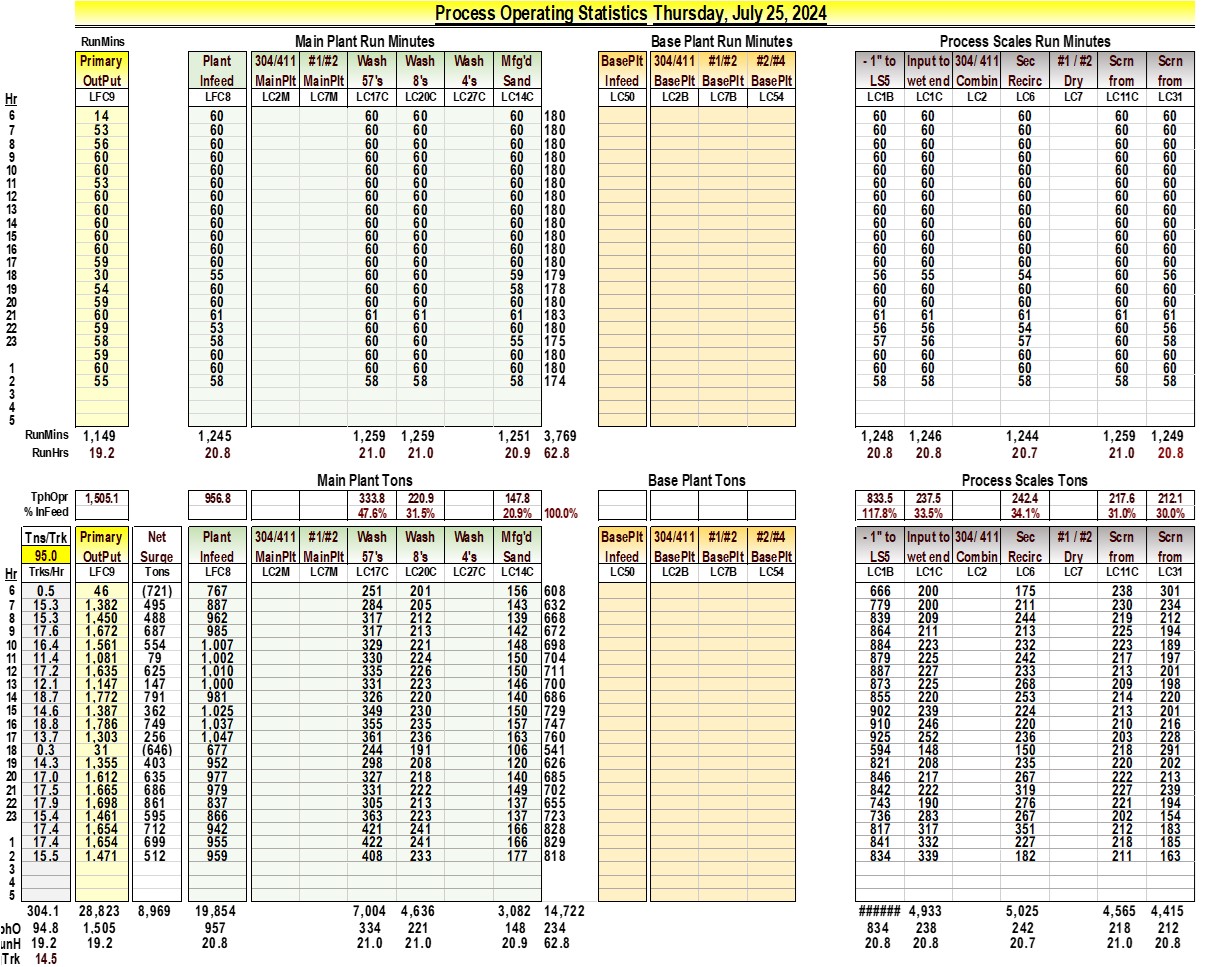 Process Operating Statistics Thursday, July 25, 2024
RunMins Main Plant Run Minutes Base Plant Run Minutes Process Scales Run Minutes
Primary Plant 304/411 #1/#2 Wash Wash Wash Mfg'd BasePlt 304/411 #1/#2 #2/#4 - 1" to Input to 304/ 411 Sec #1 / #2 Scrn Scrn
OutPut Infeed MainPlt MainPlt 57's 8's 4's Sand Infeed BasePlt BasePlt BasePlt LS5 wet end Combin Recirc Dry from from
Hr LFC9 LFC8 LC2M LC7M LC17C LC20C LC27C LC14C LC50 LC2B LC7B LC54 LC1B LC1C LC2 LC6 LC7 LC11C LC31
6 14 60 60 60 60 180 60 60 60 60 60
7 53 60 60 60 60 180 60 60 60 60 60
8 56 60 60 60 60 180 60 60 60 60 60
9 60 60 60 60 60 180 60 60 60 60 60
10 60 60 60 60 60 180 60 60 60 60 60
11 53 60 60 60 60 180 60 60 60 60 60
12 60 60 60 60 60 180 60 60 60 60 60
13 60 60 60 60 60 180 60 60 60 60 60
14 60 60 60 60 60 180 60 60 60 60 60
15 60 60 60 60 60 180 60 60 60 60 60
16 60 60 60 60 60 180 60 60 60 60 60
17 59 60 60 60 60 180 60 60 60 60 60
18 30 55 60 60 59 179 56 55 54 60 56
19 54 60 60 60 58 178 60 60 60 60 60
20 59 60 60 60 60 180 60 60 60 60 60
21 60 61 61 61 61 183 61 61 61 61 61
22 59 53 60 60 60 180 56 56 54 60 56
23 58 58 60 60 55 175 57 56 57 60 58
59 60 60 60 60 180 60 60 60 60 60
1 60 60 60 60 60 180 60 60 60 60 60
2 55 58 58 58 58 174 58 58 58 58 58
3
4
5
RunMins 1,149 1,245 1,259 1,259 1,251 3,769 1,248 1,246 1,244 1,259 1,249
RunHrs 19.2 20.8 21.0 21.0 20.9 62.8 20.8 20.8 20.7 21.0 20.8
Main Plant Tons Base Plant Tons Process Scales Tons
TphOpr 1,505.1 956.8 333.8 220.9 147.8 833.5 237.5 242.4 217.6 212.1
% InFeed 47.6% 31.5% 20.9% 100.0% 117.8% 33.5% 34.1% 31.0% 30.0%
Tns/Trk Primary Net Plant 304/411 #1/#2 Wash Wash Wash Mfg'd BasePlt 304/411 #1/#2 #2/#4 - 1" to Input to 304/ 411 Sec #1 / #2 Scrn Scrn
95.0 OutPut Surge Infeed MainPlt MainPlt 57's 8's 4's Sand Infeed BasePlt BasePlt BasePlt LS5 wet end Combin Recirc Dry from from
Hr Trks/Hr LFC9 Tons LFC8 LC2M LC7M LC17C LC20C LC27C LC14C LC50 LC2B LC7B LC54 LC1B LC1C LC2 LC6 LC7 LC11C LC31
6 0.5 46 (721) 767 251 201 156 608 666 200 175 238 301
7 15.3 1,382 495 887 284 205 143 632 779 200 211 230 234
8 15.3 1,450 488 962 317 212 139 668 839 209 244 219 212
9 17.6 1,672 687 985 317 213 142 672 864 211 213 225 194
10 16.4 1,561 554 1,007 329 221 148 698 884 223 232 223 189
11 11.4 1,081 79 1,002 330 224 150 704 879 225 242 217 197
12 17.2 1,635 625 1,010 335 226 150 711 887 227 233 213 201
13 12.1 1,147 147 1,000 331 223 146 700 873 225 268 209 198
14 18.7 1,772 791 981 326 220 140 686 855 220 253 214 220
15 14.6 1,387 362 1,025 349 230 150 729 902 239 224 213 201
16 18.8 1,786 749 1,037 355 235 157 747 910 246 220 210 216
17 13.7 1,303 256 1,047 361 236 163 760 925 252 236 203 228
18 0.3 31 (646) 677 244 191 106 541 594 148 150 218 291
19 14.3 1,355 403 952 298 208 120 626 821 208 235 220 202
20 17.0 1,612 635 977 327 218 140 685 846 217 267 222 213
21 17.5 1,665 686 979 331 222 149 702 842 222 319 227 239
22 17.9 1,698 861 837 305 213 137 655 743 190 276 221 194
23 15.4 1,461 595 866 363 223 137 723 736 283 267 202 154
17.4 1,654 712 942 421 241 166 828 817 317 351 212 183
1 17.4 1,654 699 955 422 241 166 829 841 332 227 218 185
2 15.5 1,471 512 959 408 233 177 818 834 339 182 211 163
3
4
5
304.1 28,823 8,969 19,854 7,004 4,636 3,082 14,722 ###### 4,933 5,025 4,565 4,415
phO 94.8 1,505 957 334 221 148 234 834 238 242 218 212
unH 19.2 19.2 20.8 21.0 21.0 20.9 62.8 20.8 20.8 20.7 21.0 20.8
Trk 14.5